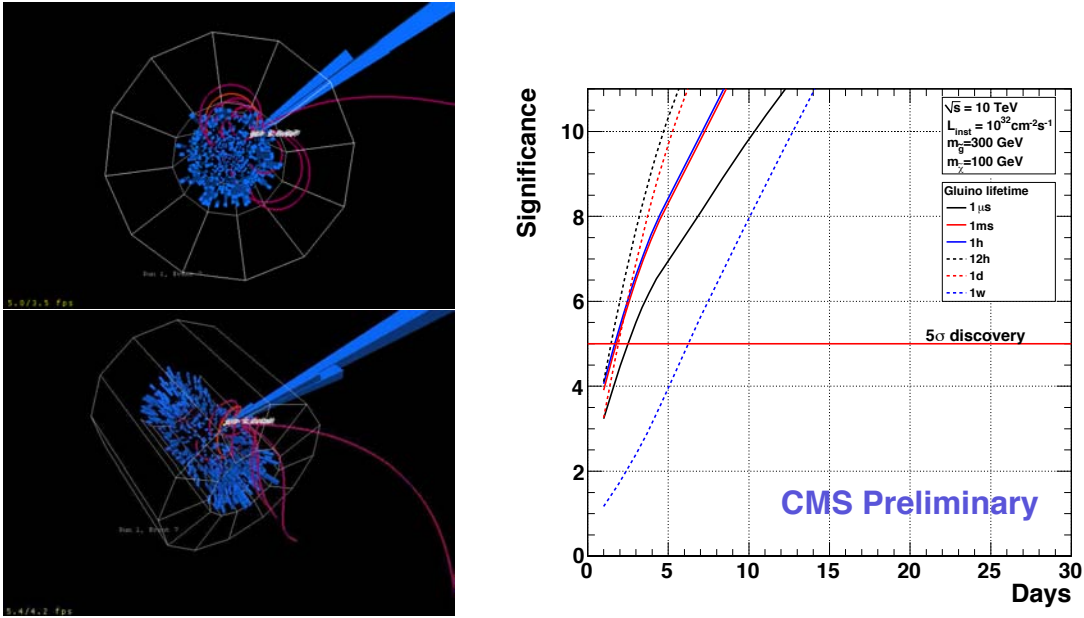 5.0/3.5 fps
5.4/4.2 fps
Significance
10
8
6
4
2
0
√s = 10 TeV
L_inst = 10^32 cm^-2 s^-1
m_g̃=300 GeV
m_χ̃=100 GeV
Gluino lifetime
1 μs
1ms
1h
12h
1d
1w
5σ discovery
CMS Preliminary
0 5 10 15 20 25 30
Days